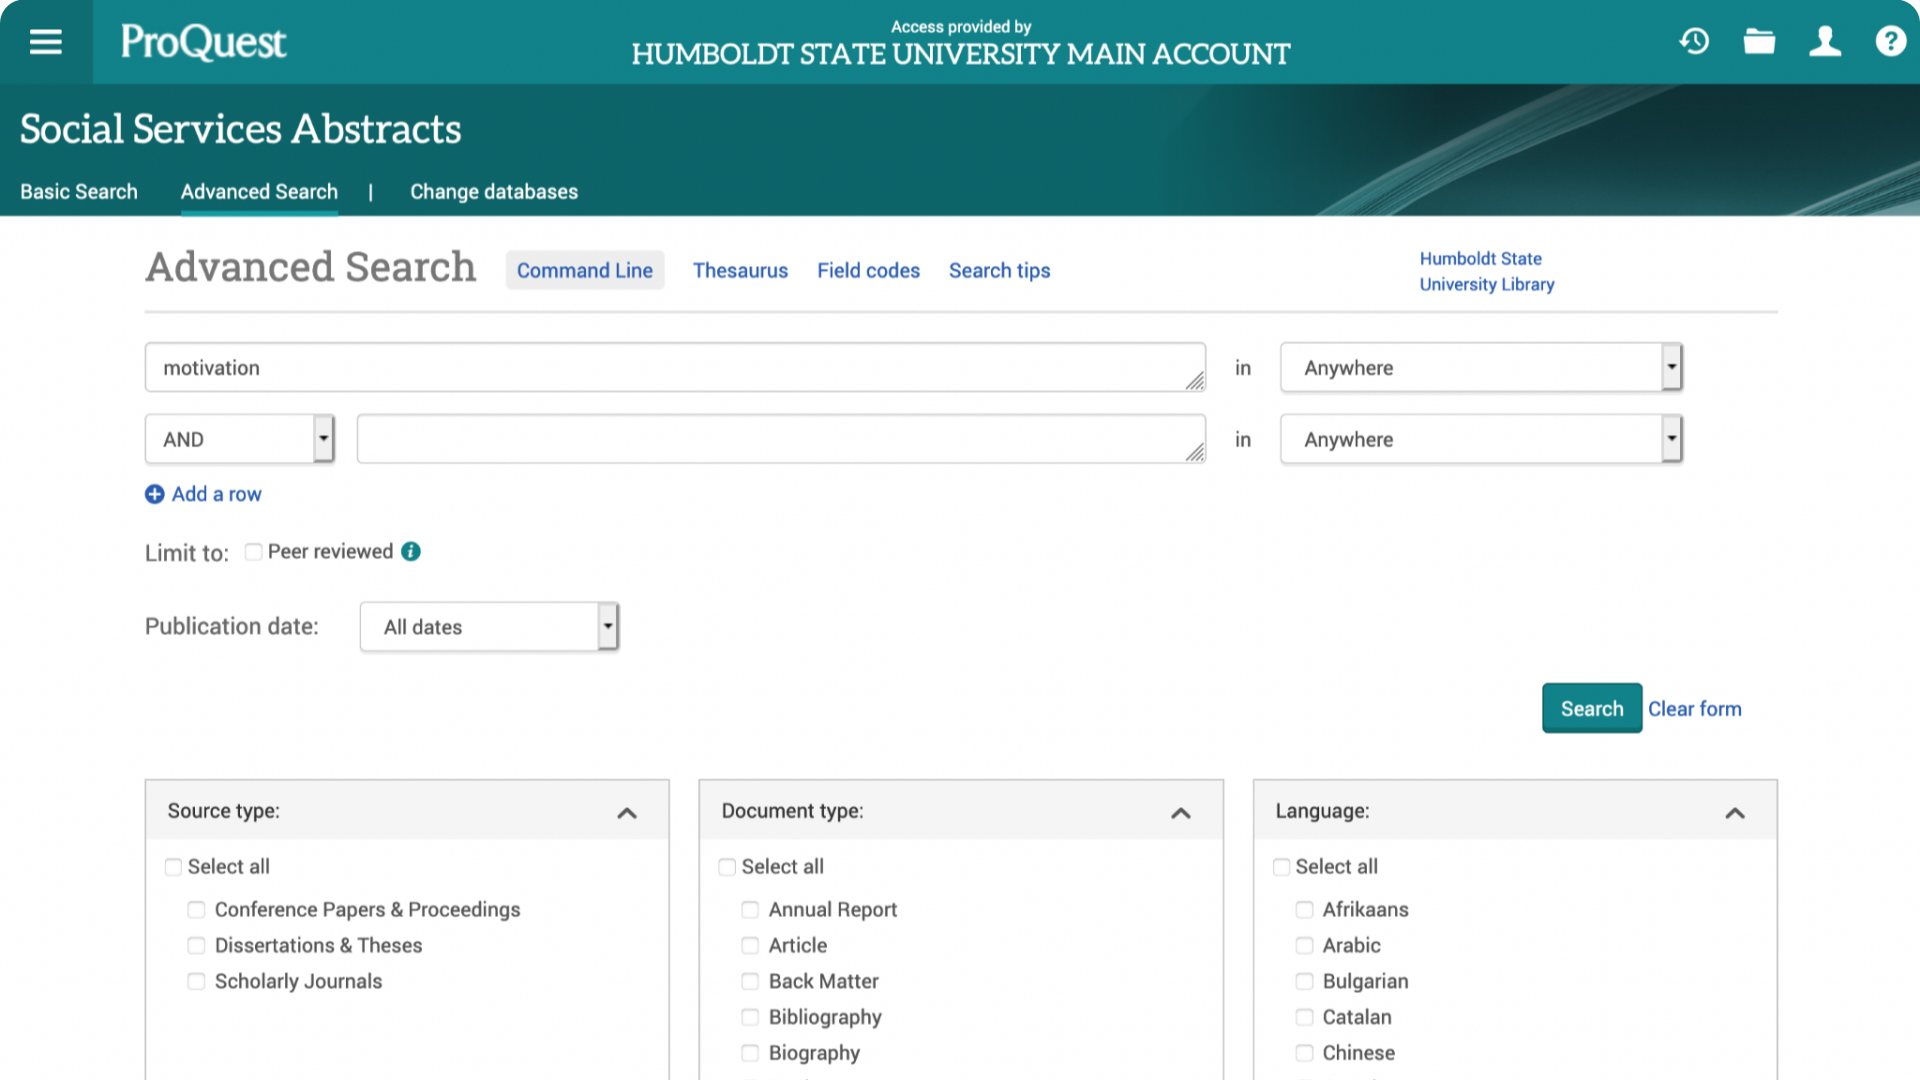 ProQuest
Access provided by
HUMBOLDT STATE UNIVERSITY MAIN ACCOUNT
?
Social Services Abstracts
Basic Search Advanced Search | Change databases
Advanced Search Command Line Thesaurus Field codes Search tips
Humboldt State
University Library
motivation in Anywhere
AND in Anywhere
Add a row
Limit to: Peer reviewed i
Publication date: All dates
Search Clear form
Source type:
Select all
Conference Papers & Proceedings
Dissertations & Theses
Scholarly Journals
Document type:
Select all
Annual Report
Article
Back Matter
Bibliography
Biography
Language:
Select all
Afrikaans
Arabic
Bulgarian
Catalan
Chinese